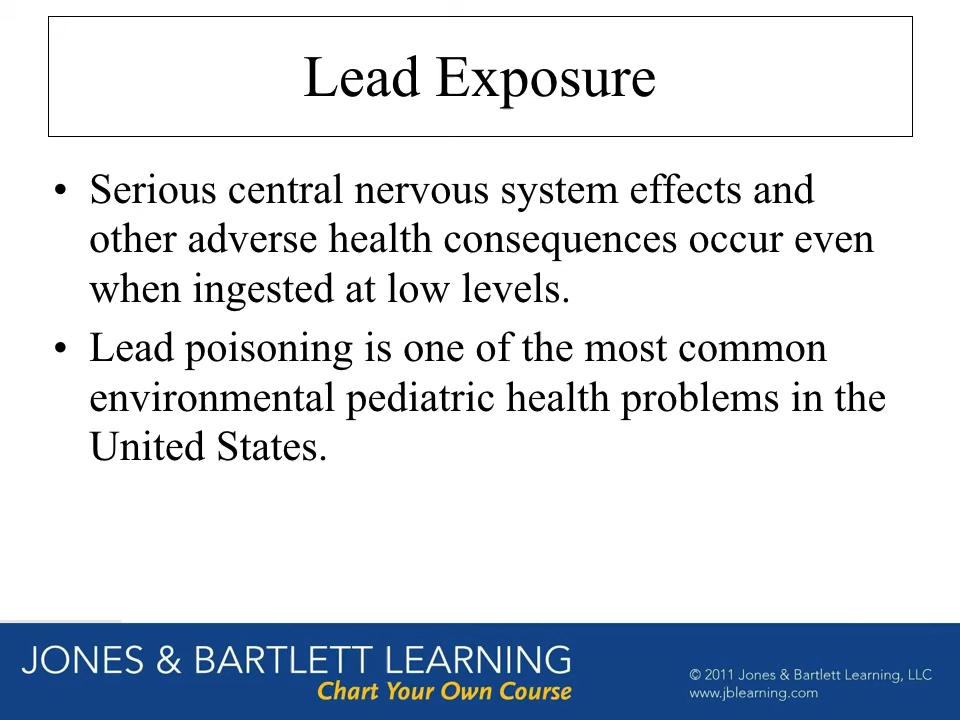 Lead Exposure
• Serious central nervous system effects and
other adverse health consequences occur even
when ingested at low levels.
• Lead poisoning is one of the most common
environmental pediatric health problems in the
United States.
JONES & BARTLETT LEARNING
Chart Your Own Course
© 2011 Jones & Bartlett Learning, LLC
www.jblearning.com